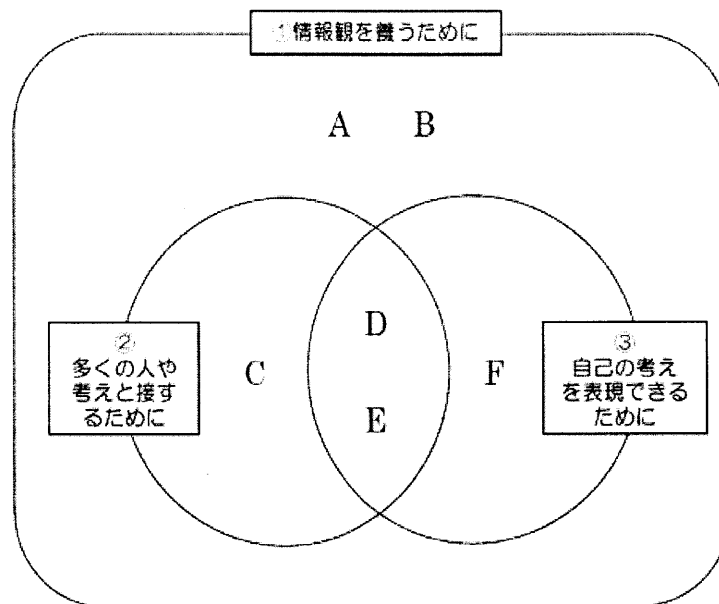 ①情報観を養うために
A B
②
多くの人や
考えと接す
るために
C
D
E
F
③
自己の考え
を表現できる
ために